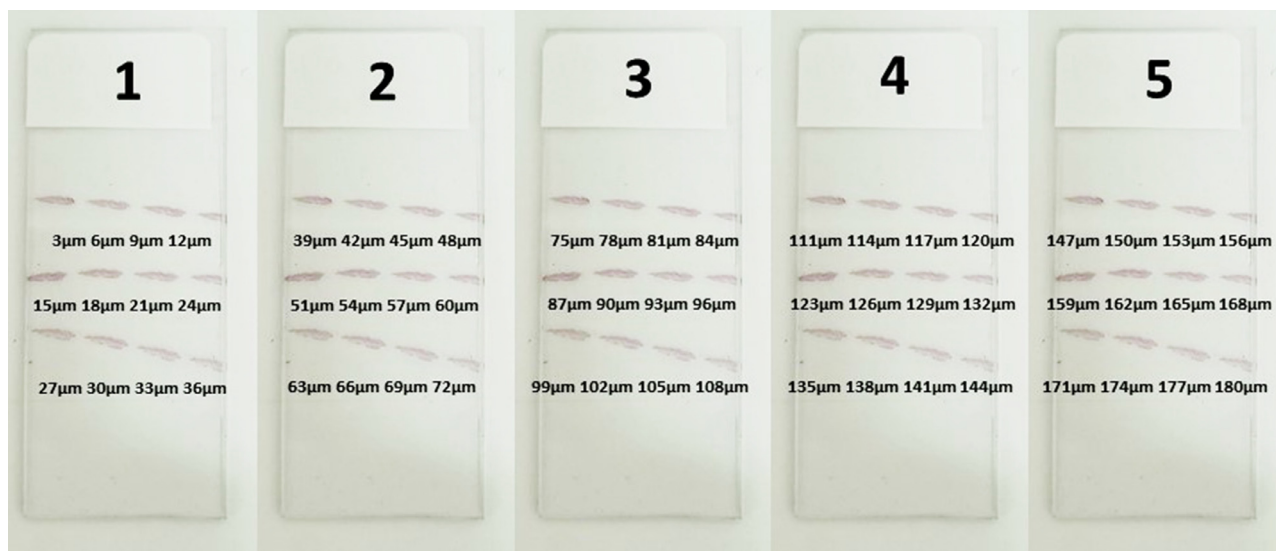 1
3µm 6µm 9µm 12µm
15µm 18µm 21µm 24µm
27µm 30µm 33µm 36µm
2
39µm 42µm 45µm 48µm
51µm 54µm 57µm 60µm
63µm 66µm 69µm 72µm
3
75µm 78µm 81µm 84µm
87µm 90µm 93µm 96µm
99µm 102µm 105µm 108µm
4
111µm 114µm 117µm 120µm
123µm 126µm 129µm 132µm
135µm 138µm 141µm 144µm
5
147µm 150µm 153µm 156µm
159µm 162µm 165µm 168µm
171µm 174µm 177µm 180µm